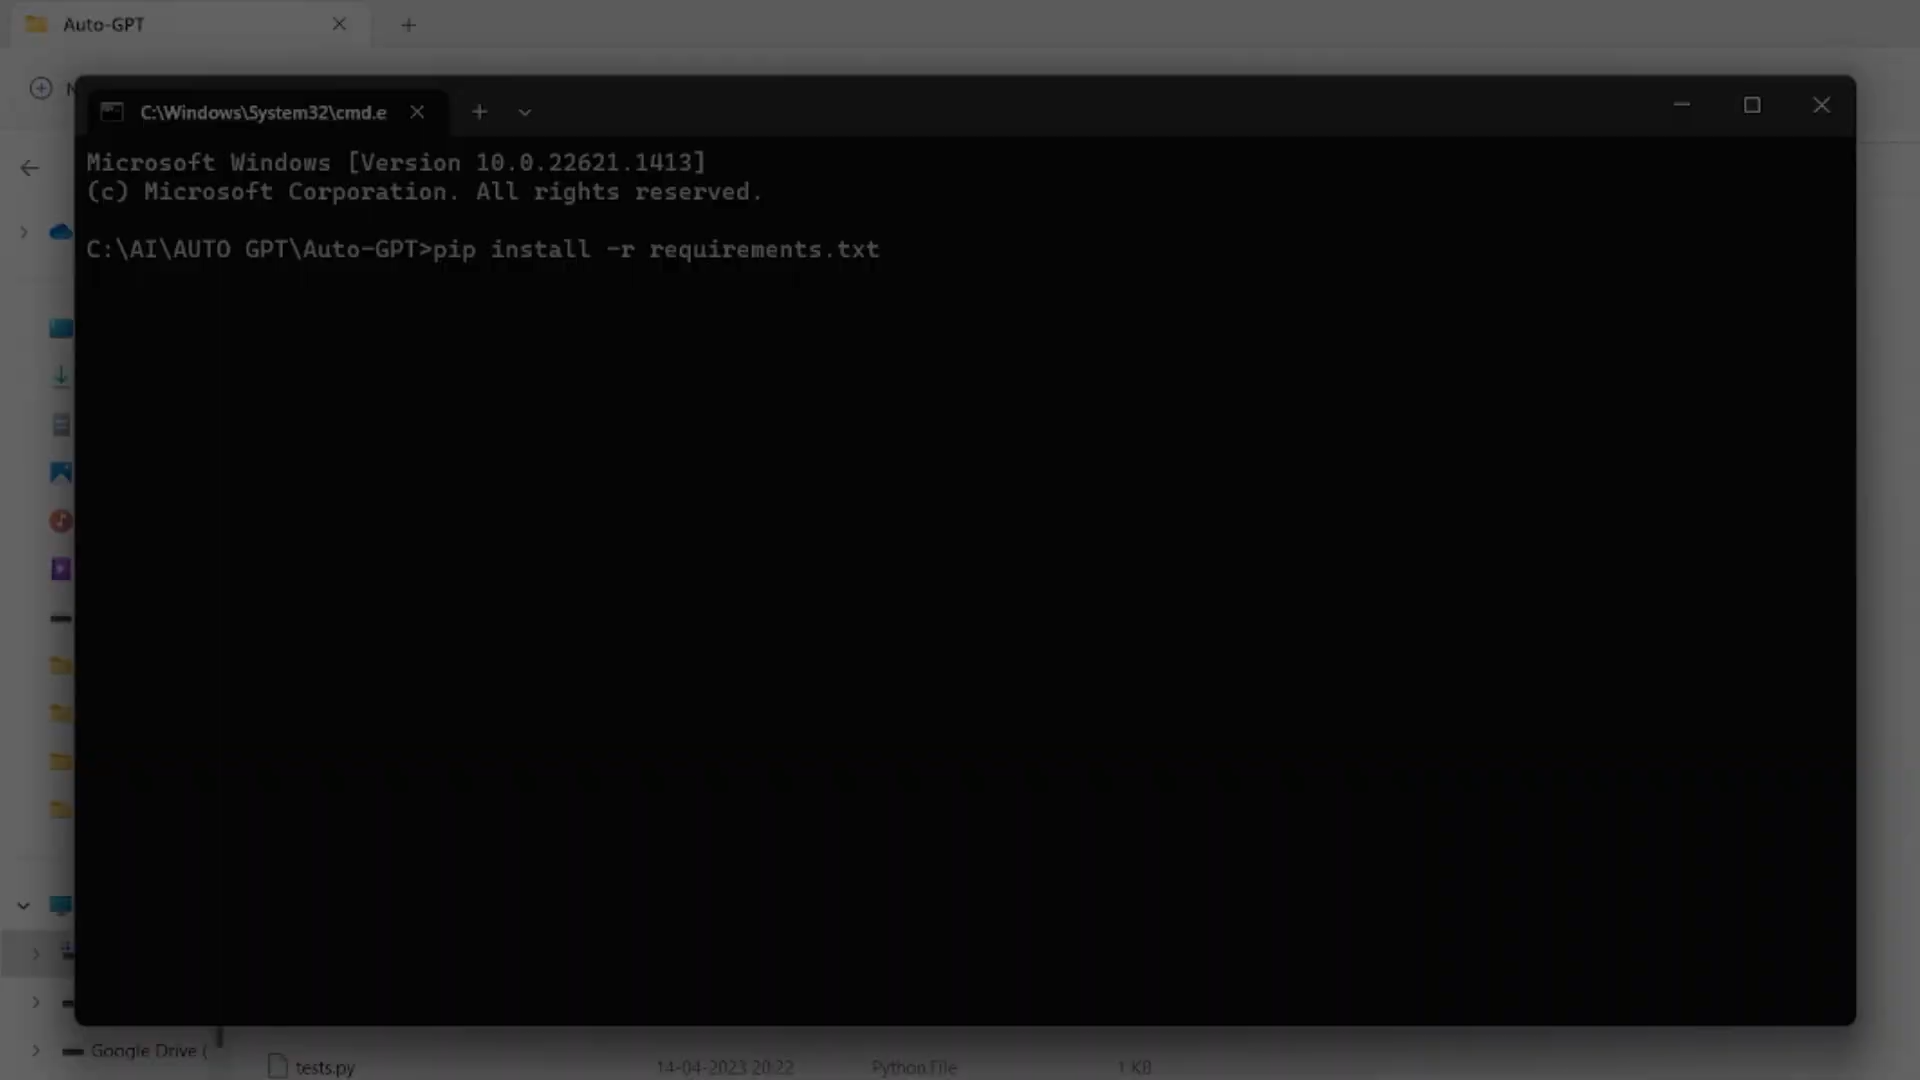 Auto-GPT
N
C:\Windows\System32\cmd.e
Microsoft Windows [Version 10.0.22621.1413]
(c) Microsoft Corporation. All rights reserved.
C:\AI\AUTO GPT\Auto-GPT>pip install -r requirements.txt
Google Drive (
tests.py 14-04-2023 20:22 Python File 1 KB